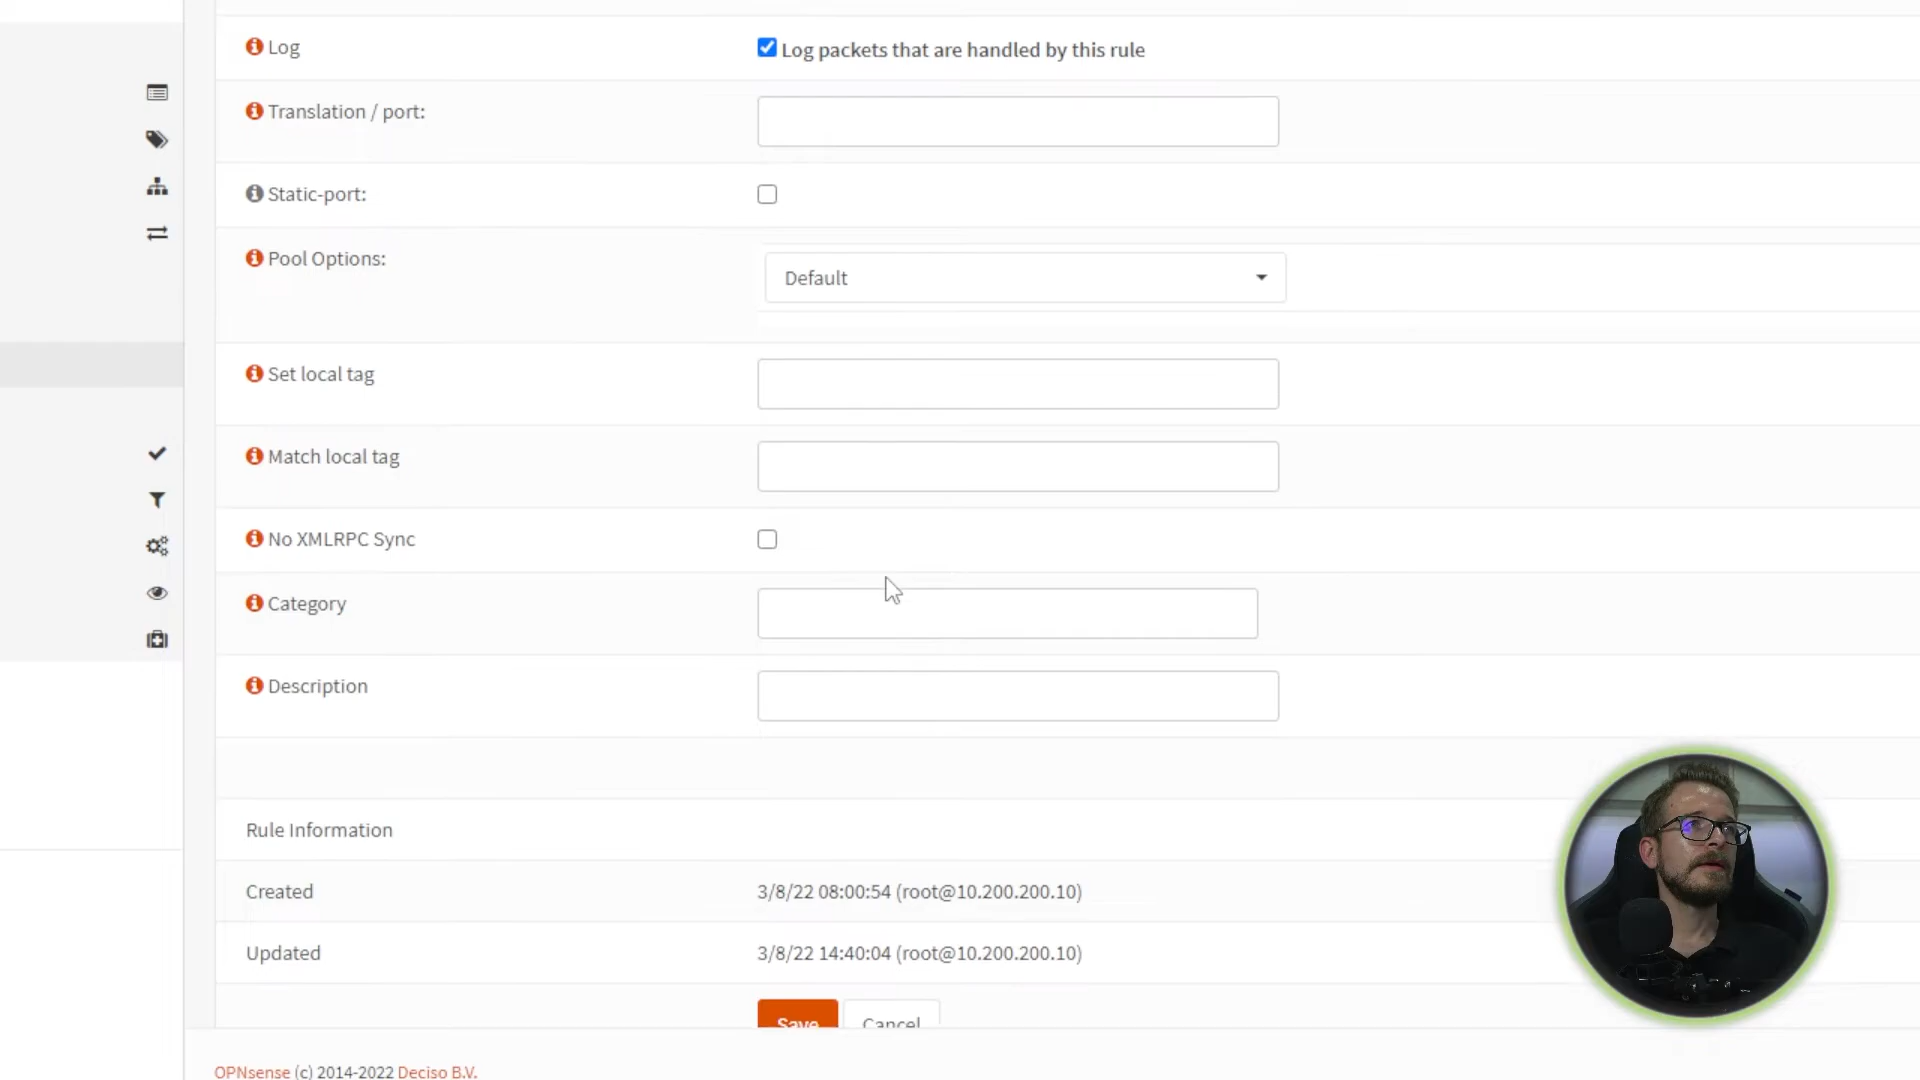 Log
Log packets that are handled by this rule
Translation / port:
Static-port:
Pool Options:
Default
Set local tag
Match local tag
No XMLRPC Sync
Category
Description
Rule Information
Created
3/8/22 08:00:54 (root@10.200.200.10)
Updated
3/8/22 14:40:04 (root@10.200.200.10)
Save
Cancel
OPNsense (c) 2014-2022 Deciso B.V.